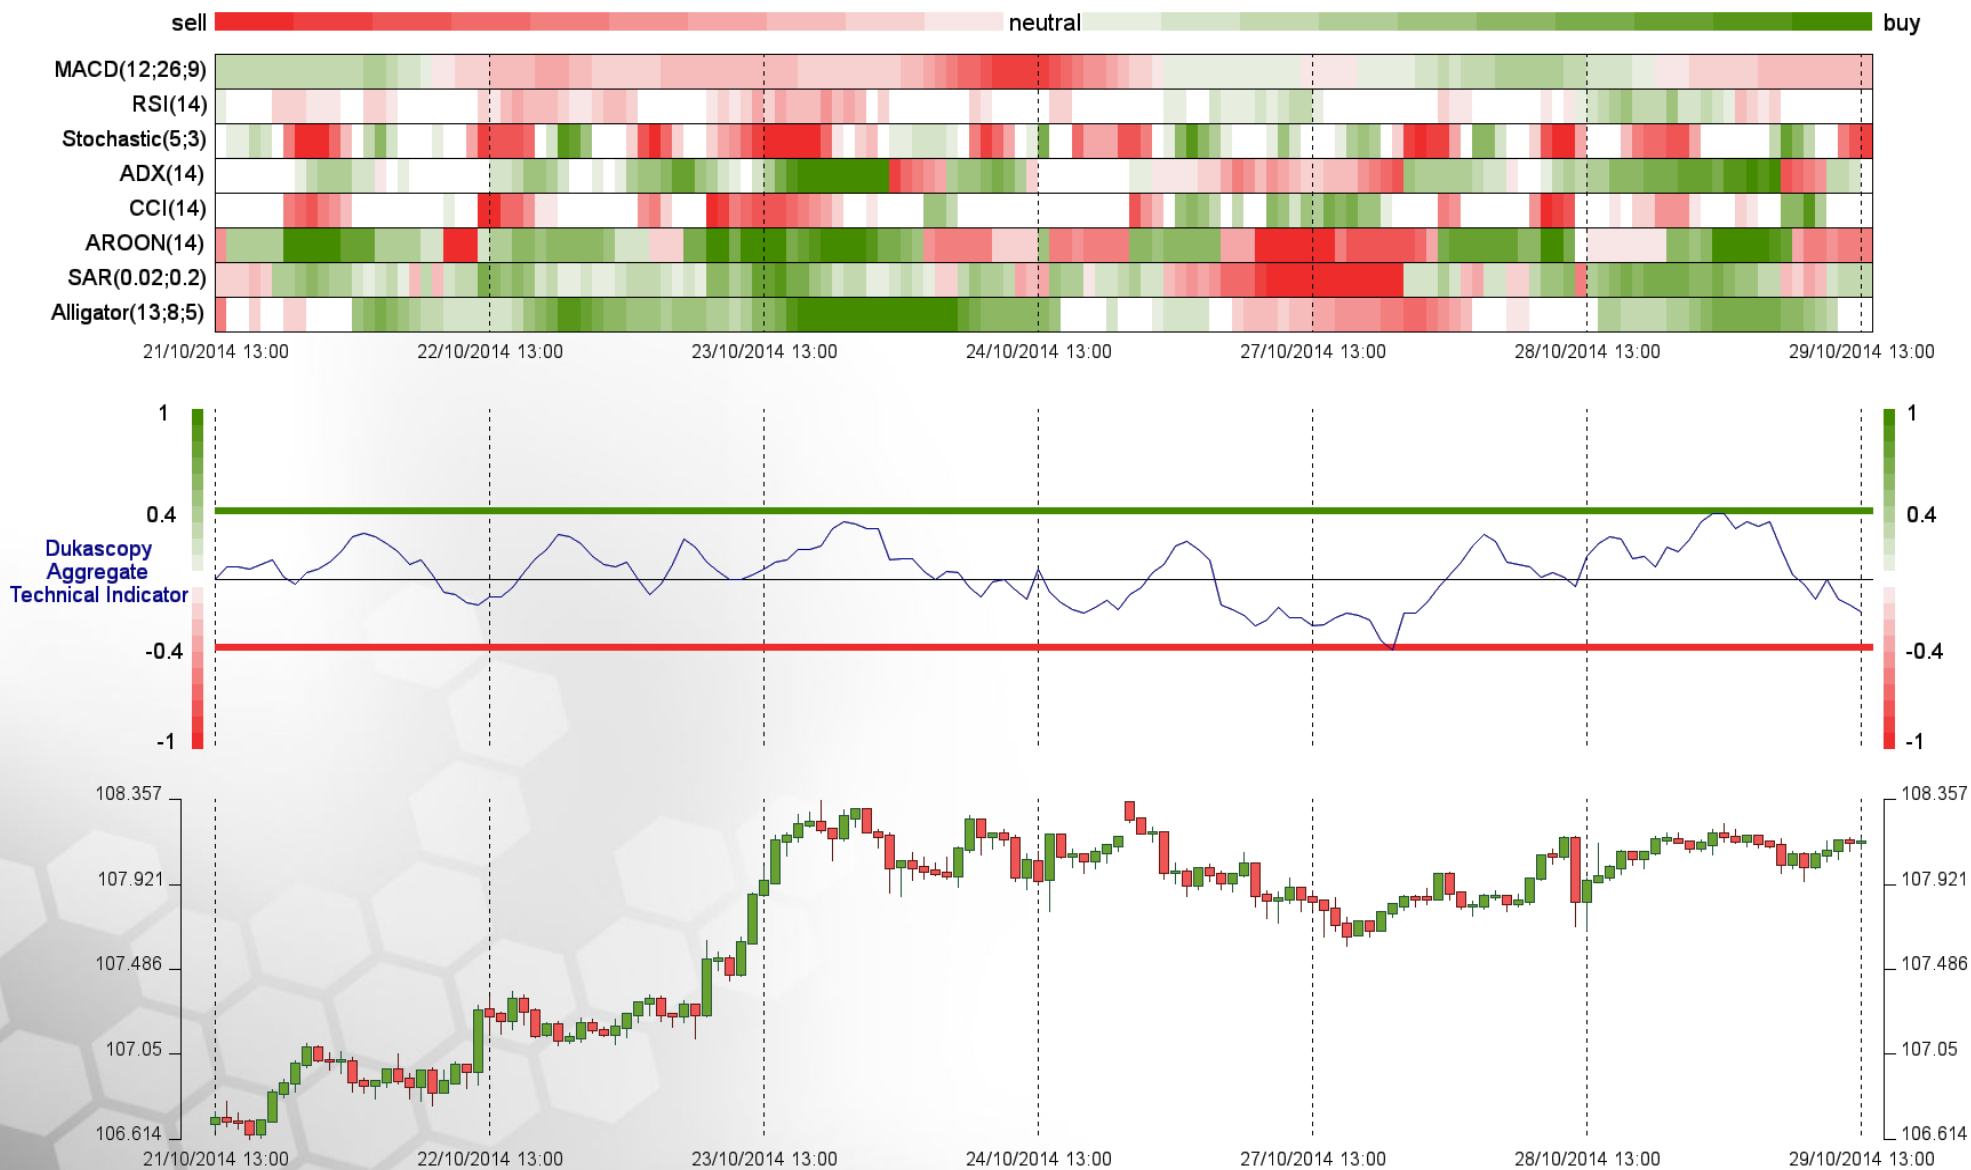 sell neutral buy
MACD(12;26;9)
RSI(14)
Stochastic(5;3)
ADX(14)
CCI(14)
AROON(14)
SAR(0.02;0.2)
Alligator(13;8;5)
21/10/2014 13:00 22/10/2014 13:00 23/10/2014 13:00 24/10/2014 13:00 27/10/2014 13:00 28/10/2014 13:00 29/10/2014 13:00
1 1
0.4 0.4
Dukascopy
Aggregate
Technical Indicator
-0.4 -0.4
-1 -1
108.357 108.357
107.921 107.921
107.486 107.486
107.05 107.05
106.614 106.614
21/10/2014 13:00 22/10/2014 13:00 23/10/2014 13:00 24/10/2014 13:00 27/10/2014 13:00 28/10/2014 13:00 29/10/2014 13:00